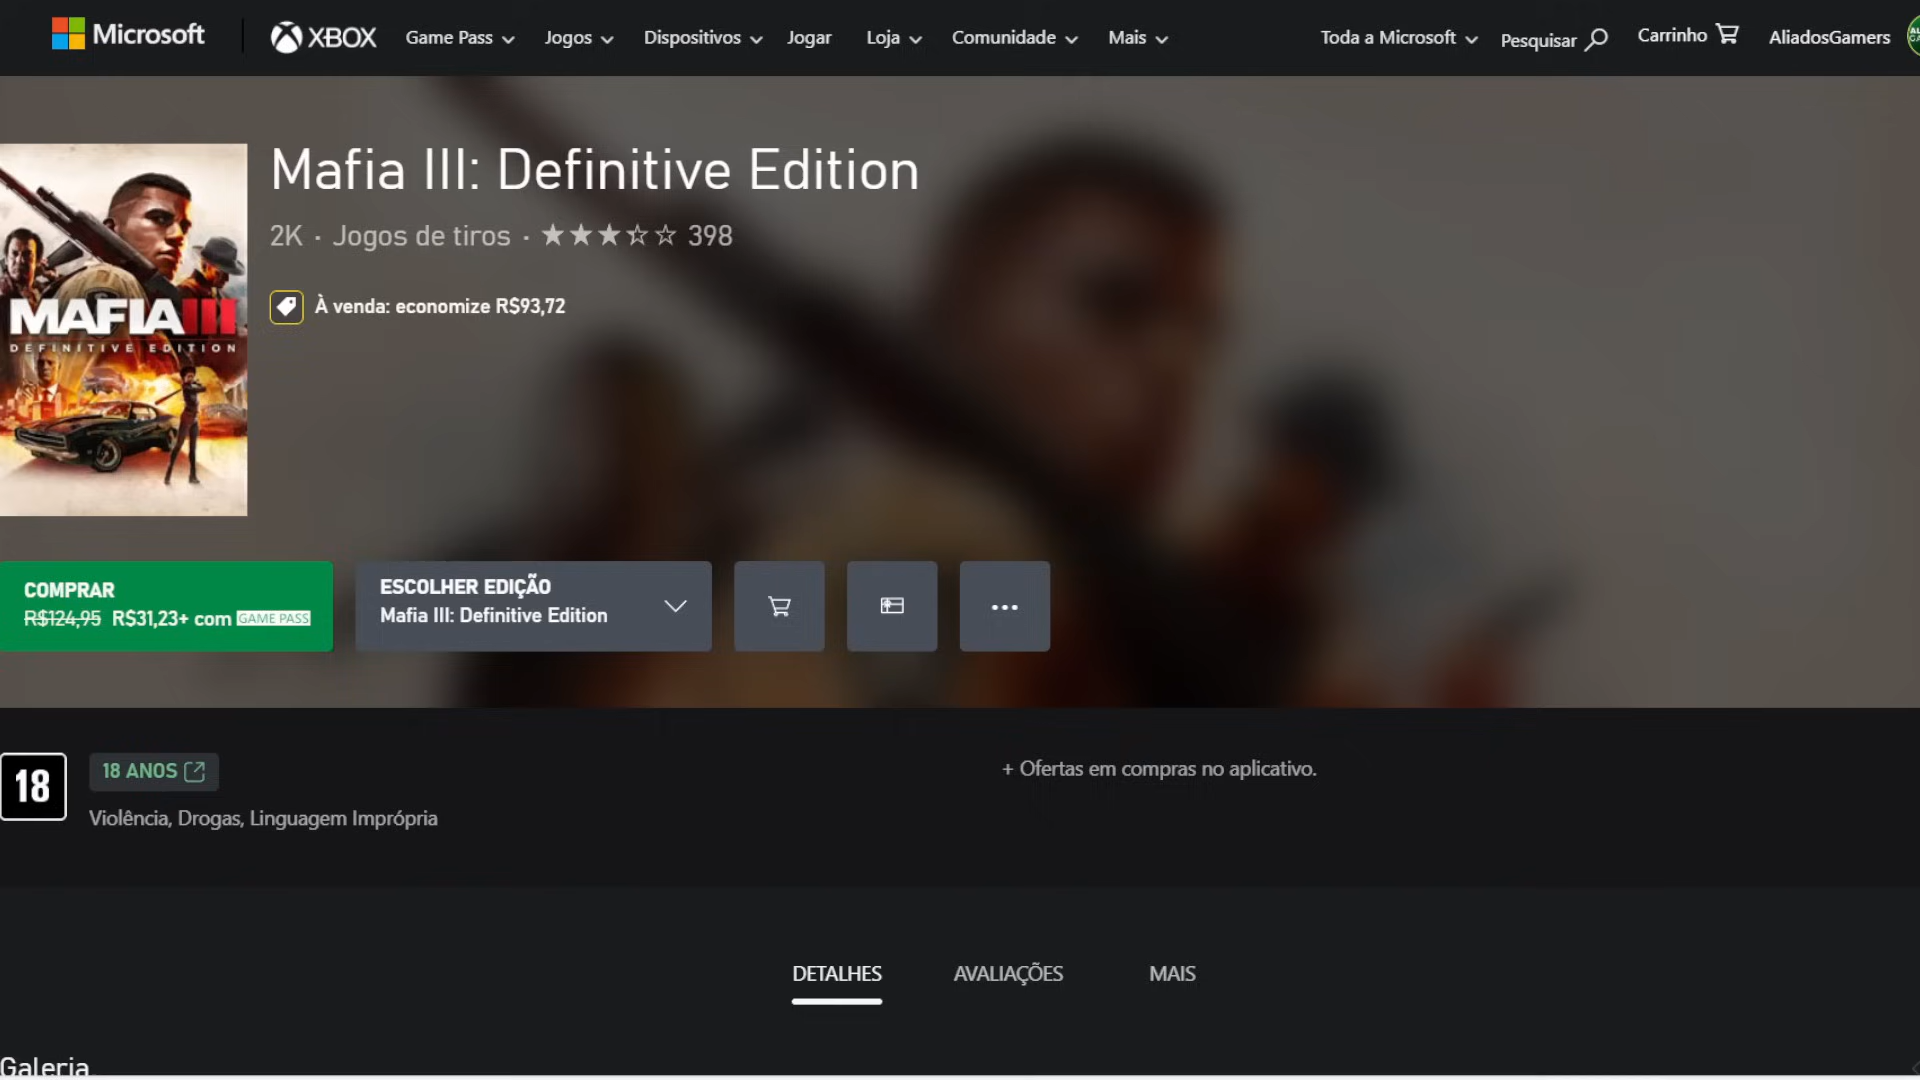 Microsoft XBOX Game Pass Jogos Dispositivos Jogar Loja Comunidade Mais Toda a Microsoft Pesquisar Carrinho AliadosGamers
Mafia III: Definitive Edition
2K · Jogos de tiros · 398
À venda: economize R$93,72
MAFIA III
DEFINITIVE EDITION
COMPRAR
R$124,95 R$31,23+ com GAME PASS
ESCOLHER EDIÇÃO
Mafia III: Definitive Edition
18
18 ANOS
Violência, Drogas, Linguagem Imprópria
+ Ofertas em compras no aplicativo.
DETALHES AVALIAÇÕES MAIS
Galeria